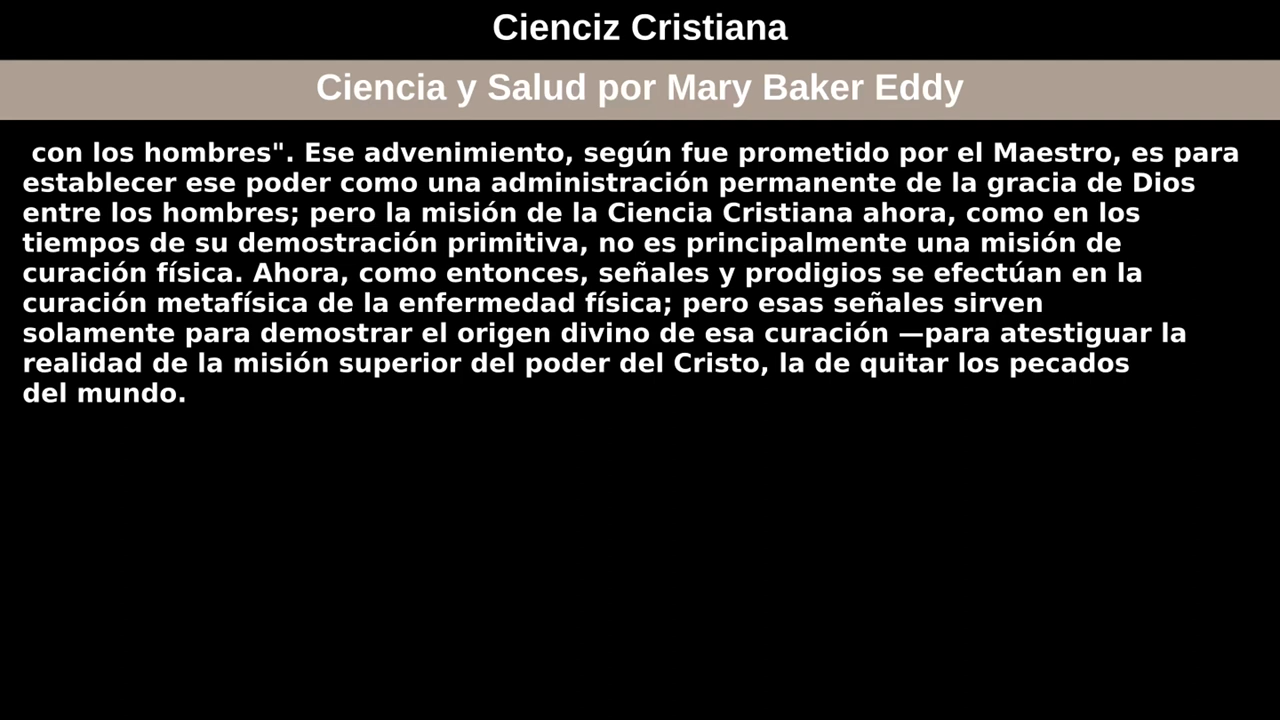 Cienciz Cristiana
Ciencia y Salud por Mary Baker Eddy
con los hombres". Ese advenimiento, según fue prometido por el Maestro, es para
establecer ese poder como una administración permanente de la gracia de Dios
entre los hombres; pero la misión de la Ciencia Cristiana ahora, como en los
tiempos de su demostración primitiva, no es principalmente una misión de
curación física. Ahora, como entonces, señales y prodigios se efectúan en la
curación metafísica de la enfermedad física; pero esas señales sirven
solamente para demostrar el origen divino de esa curación —para atestiguar la
realidad de la misión superior del poder del Cristo, la de quitar los pecados
del mundo.